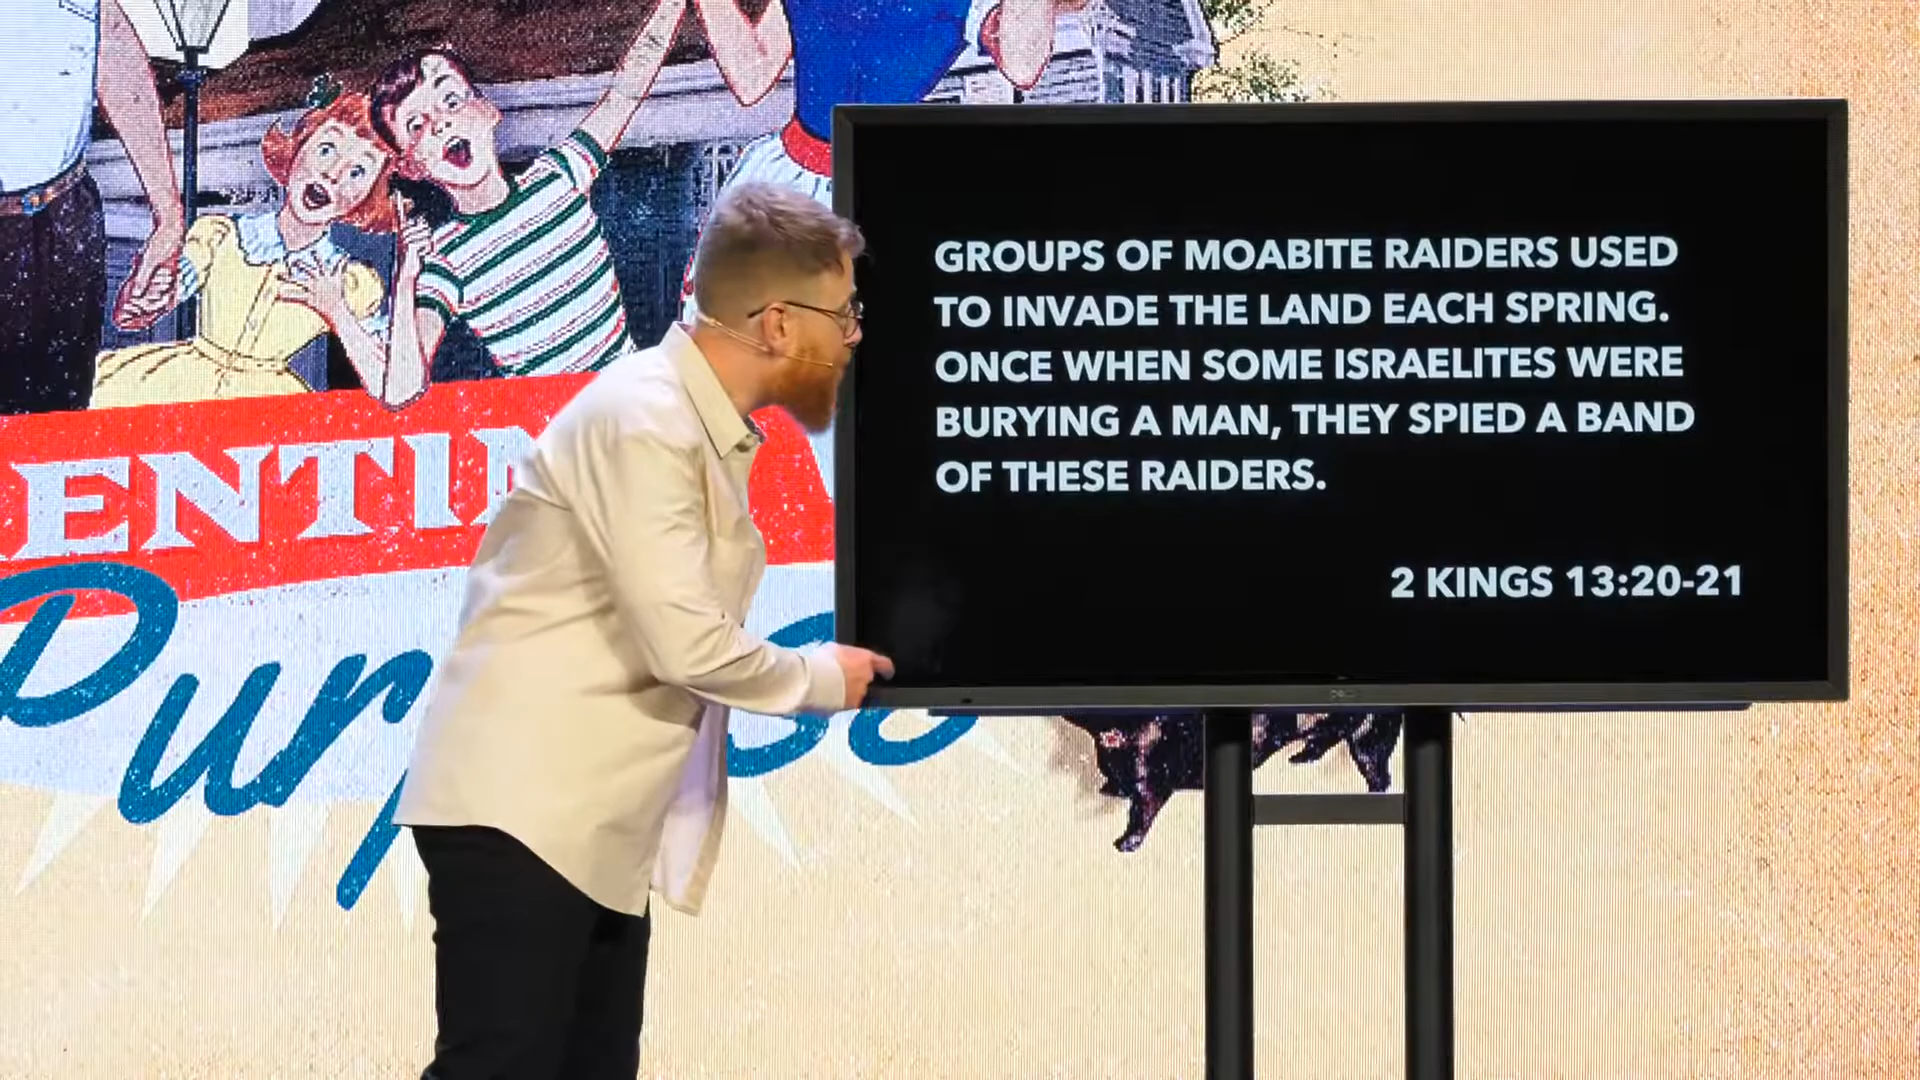 GROUPS OF MOABITE RAIDERS USED
TO INVADE THE LAND EACH SPRING.
ONCE WHEN SOME ISRAELITES WERE
BURYING A MAN, THEY SPIED A BAND
OF THESE RAIDERS.
2 KINGS 13:20-21